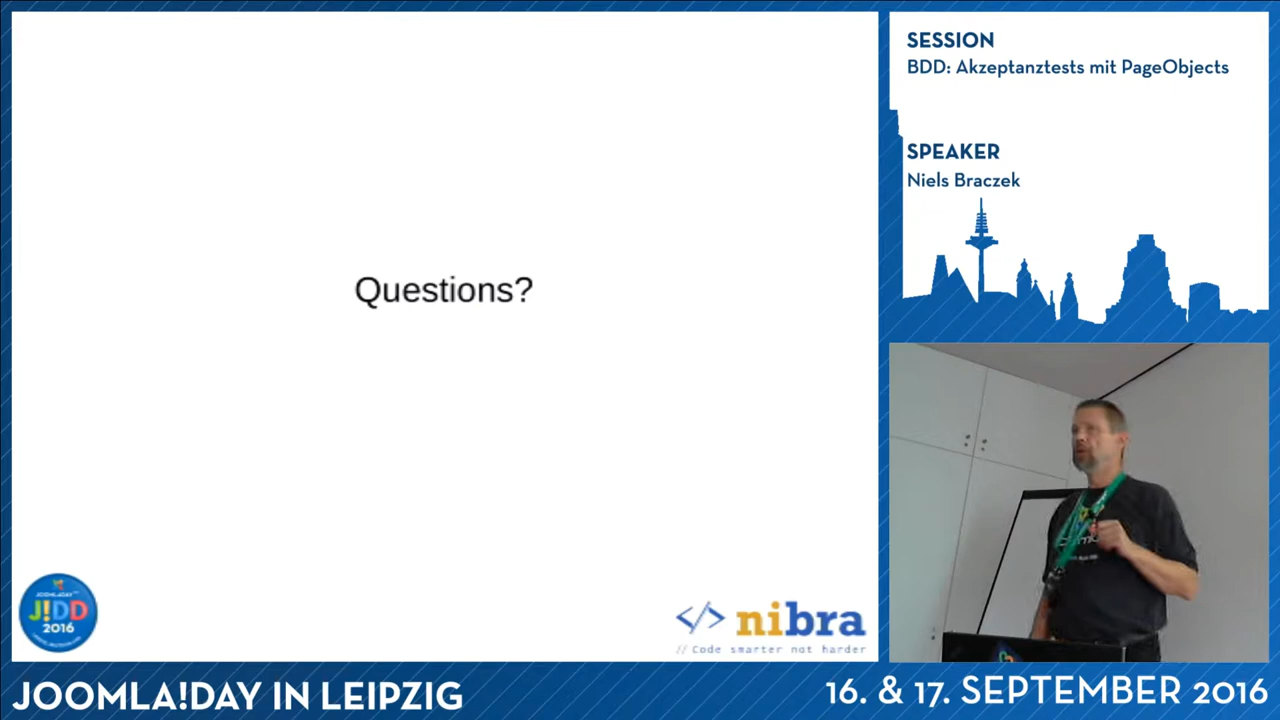 SESSION
BDD: Akzeptanztests mit PageObjects
SPEAKER
Niels Braczek
Questions?
JOOMLADAY
J!DD
2016
</> nibra
// Code smarter not harder
JOOMLA!DAY IN LEIPZIG
16. & 17. SEPTEMBER 2016